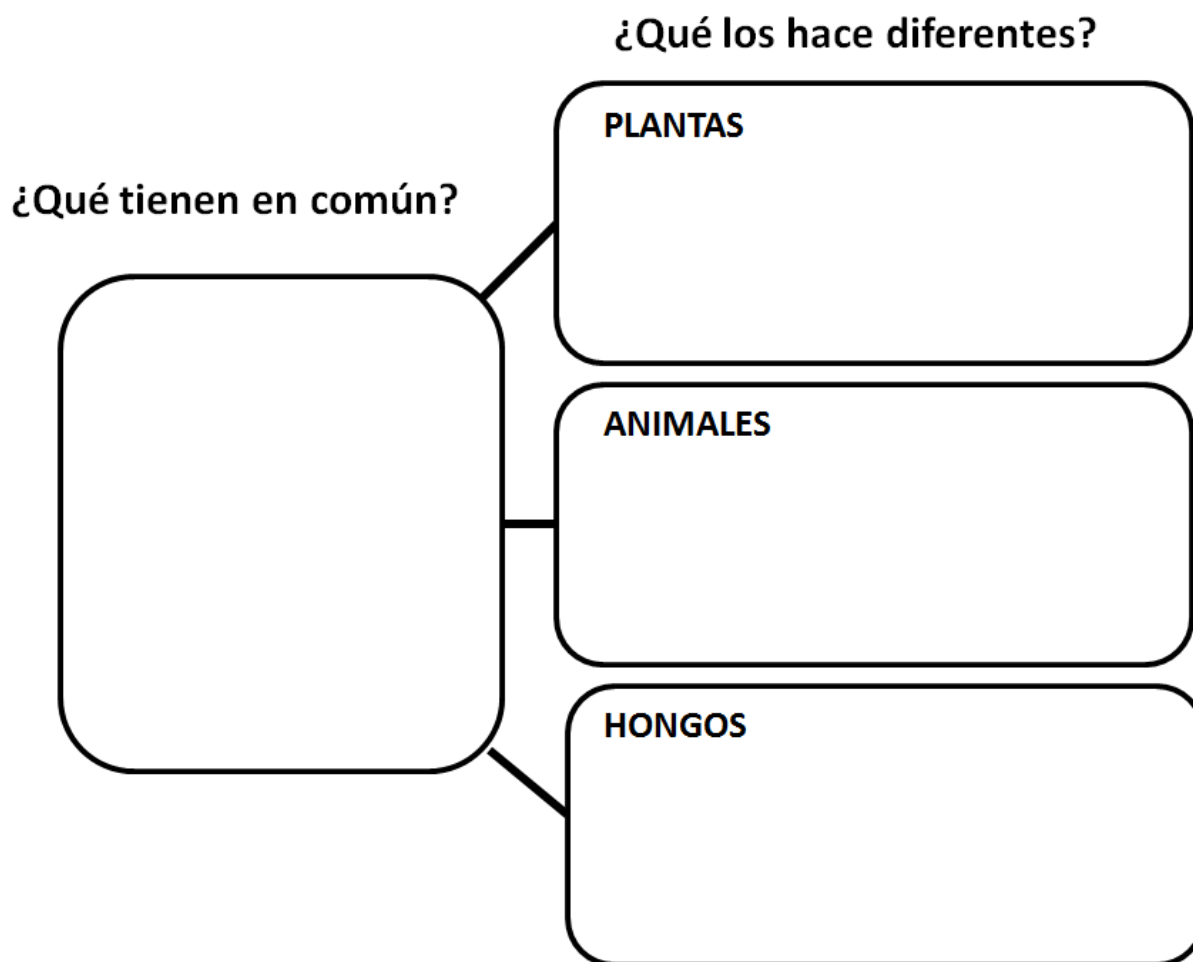 ¿Qué los hace diferentes?
PLANTAS
¿Qué tienen en común?
ANIMALES
HONGOS